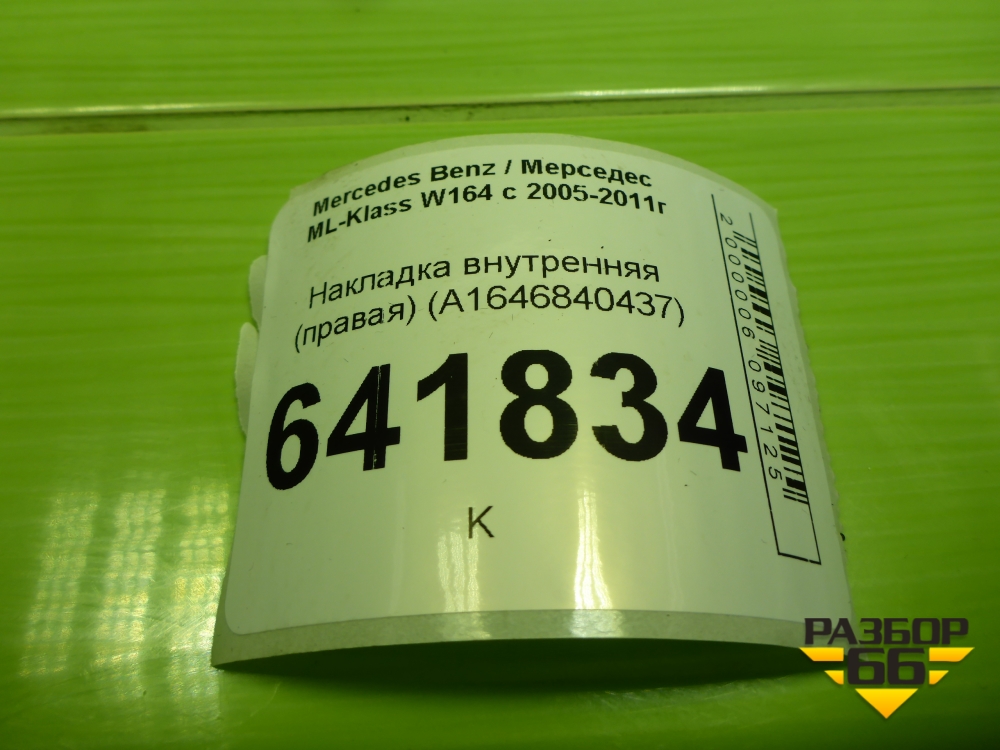 Mercedes Benz / Мерседес
ML-Klass W164 с 2005-2011г
Накладка внутренняя
(правая) (A1646840437)
641834
К
2000006097125
РАЗБОР
66